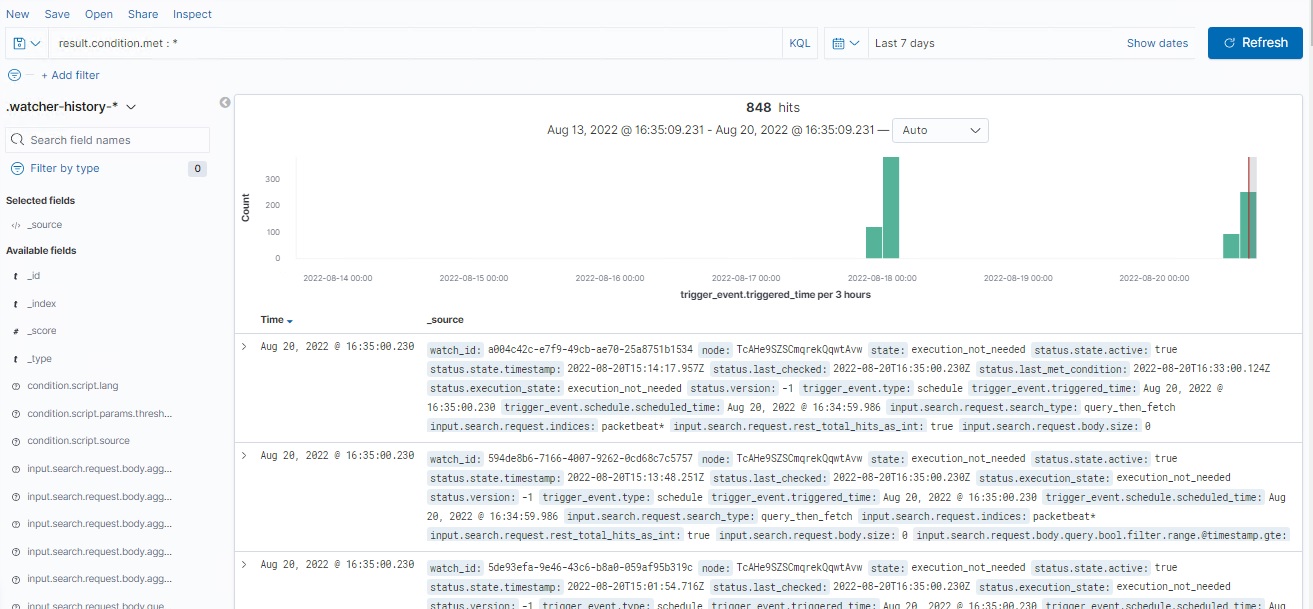 New Save Open Share Inspect
result.condition.met : * KQL Last 7 days Show dates Refresh
+ Add filter
.watcher-history-*
Search field names
Filter by type 0
Selected fields
_source
Available fields
t _id
t _index
# _score
t _type
condition.script.lang
condition.script.params.thresh...
condition.script.source
input.search.request.body.agg...
input.search.request.body.agg...
input.search.request.body.agg...
input.search.request.body.agg...
input.search.request.body.agg...
input.search.request.body.que
848 hits
Aug 13, 2022 @ 16:35:09.231 - Aug 20, 2022 @ 16:35:09.231 — Auto
Count
300
200
100
0
2022-08-14 00:00 2022-08-15 00:00 2022-08-16 00:00 2022-08-17 00:00 2022-08-18 00:00 2022-08-19 00:00 2022-08-20 00:00
trigger_event.triggered_time per 3 hours
Time _source
Aug 20, 2022 @ 16:35:00.230 watch_id: a004c42c-e7f9-49cb-ae70-25a8751b1534 node: TcAHe9SZSCmqrekQqwtAvw state: execution_not_needed status.state.active: true
status.state.timestamp: 2022-08-20T15:14:17.957Z status.last_checked: 2022-08-20T16:35:00.230Z status.last_met_condition: 2022-08-20T16:33:00.124Z
status.execution_state: execution_not_needed status.version: -1 trigger_event.type: schedule trigger_event.triggered_time: Aug 20, 2022 @
16:35:00.230 trigger_event.schedule.scheduled_time: Aug 20, 2022 @ 16:34:59.986 input.search.request.search_type: query_then_fetch
input.search.request.indices: packetbeat* input.search.request.rest_total_hits_as_int: true input.search.request.body.size: 0
Aug 20, 2022 @ 16:35:00.230 watch_id: 594de8b6-7166-4007-9262-0cd68c7c5757 node: TcAHe9SZSCmqrekQqwtAvw state: execution_not_needed status.state.active: true
status.state.timestamp: 2022-08-20T15:13:48.251Z status.last_checked: 2022-08-20T16:35:00.230Z status.execution_state: execution_not_needed
status.version: -1 trigger_event.type: schedule trigger_event.triggered_time: Aug 20, 2022 @ 16:35:00.230 trigger_event.schedule.scheduled_time: Aug
20, 2022 @ 16:34:59.986 input.search.request.search_type: query_then_fetch input.search.request.indices: packetbeat*
input.search.request.rest_total_hits_as_int: true input.search.request.body.size: 0 input.search.request.body.query.bool.filter.range.@timestamp.gte:
Aug 20, 2022 @ 16:35:00.230 watch_id: 5de93efa-9e46-43c6-b8a0-059af95b319c node: TcAHe9SZSCmqrekQqwtAvw state: execution_not_needed status.state.active: true
status.state.timestamp: 2022-08-20T15:01:54.716Z status.last_checked: 2022-08-20T16:35:00.230Z status.execution_state: execution_not_needed
status.version: -1 trigger_event.type: schedule trigger_event.triggered_time: Aug 20, 2022 @ 16:35:00.230 trigger_event.schedule.scheduled_time: Aug